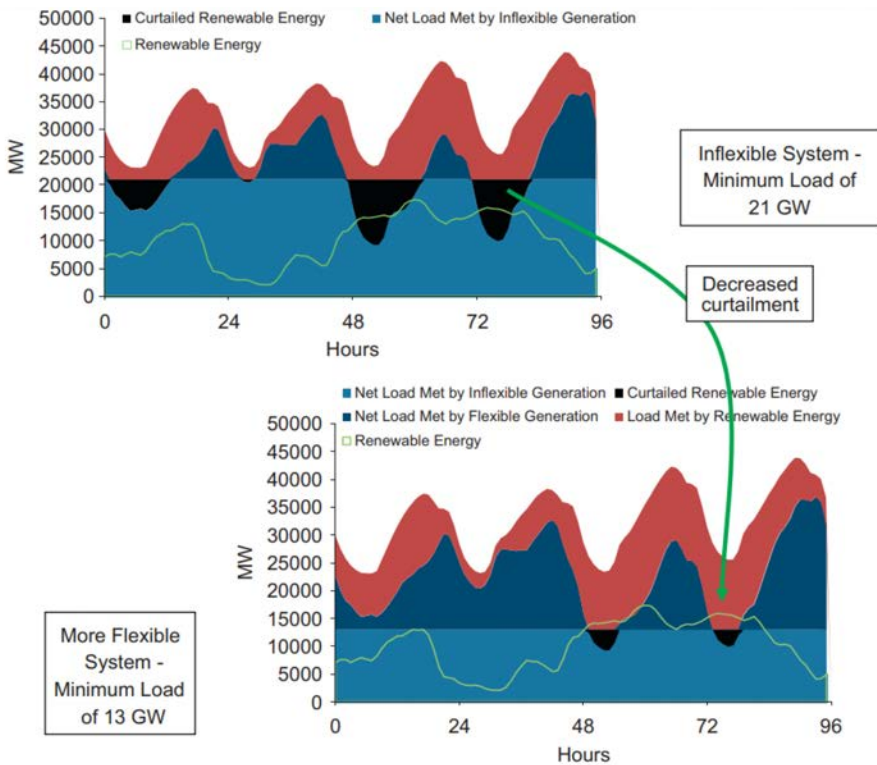 Curtailed Renewable Energy Net Load Met by Inflexible Generation
Renewable Energy
50000
45000
40000
35000
30000
25000
20000
15000
10000
5000
0
MW
0 24 48 72 96
Hours
Inflexible System -
Minimum Load of
21 GW
Decreased
curtailment
Net Load Met by Inflexible Generation Curtailed Renewable Energy
Net Load Met by Flexible Generation Load Met by Renewable Energy
Renewable Energy
50000
45000
40000
35000
30000
25000
20000
15000
10000
5000
0
MW
0 24 48 72 96
Hours
More Flexible
System -
Minimum Load
of 13 GW